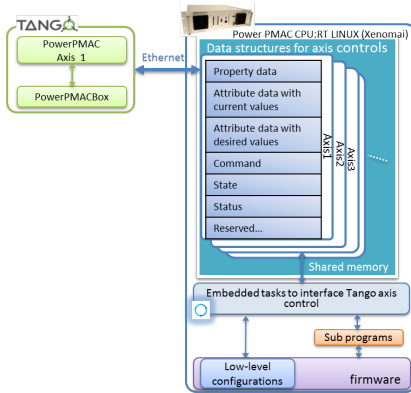 TANGO
Power PMAC CPU:RT LINUX (Xenomai)
PowerPMAC
Axis 1
PowerPMACBox
Ethernet
Data structures for axis controls
Property data
Attribute data with
current values
Attribute data with
desired values
Command
State
Status
Reserved...
Axis1
Axis2
Axis3
Shared memory
Embedded tasks to interface Tango axis
control
Sub programs
Low-level
configurations
firmware